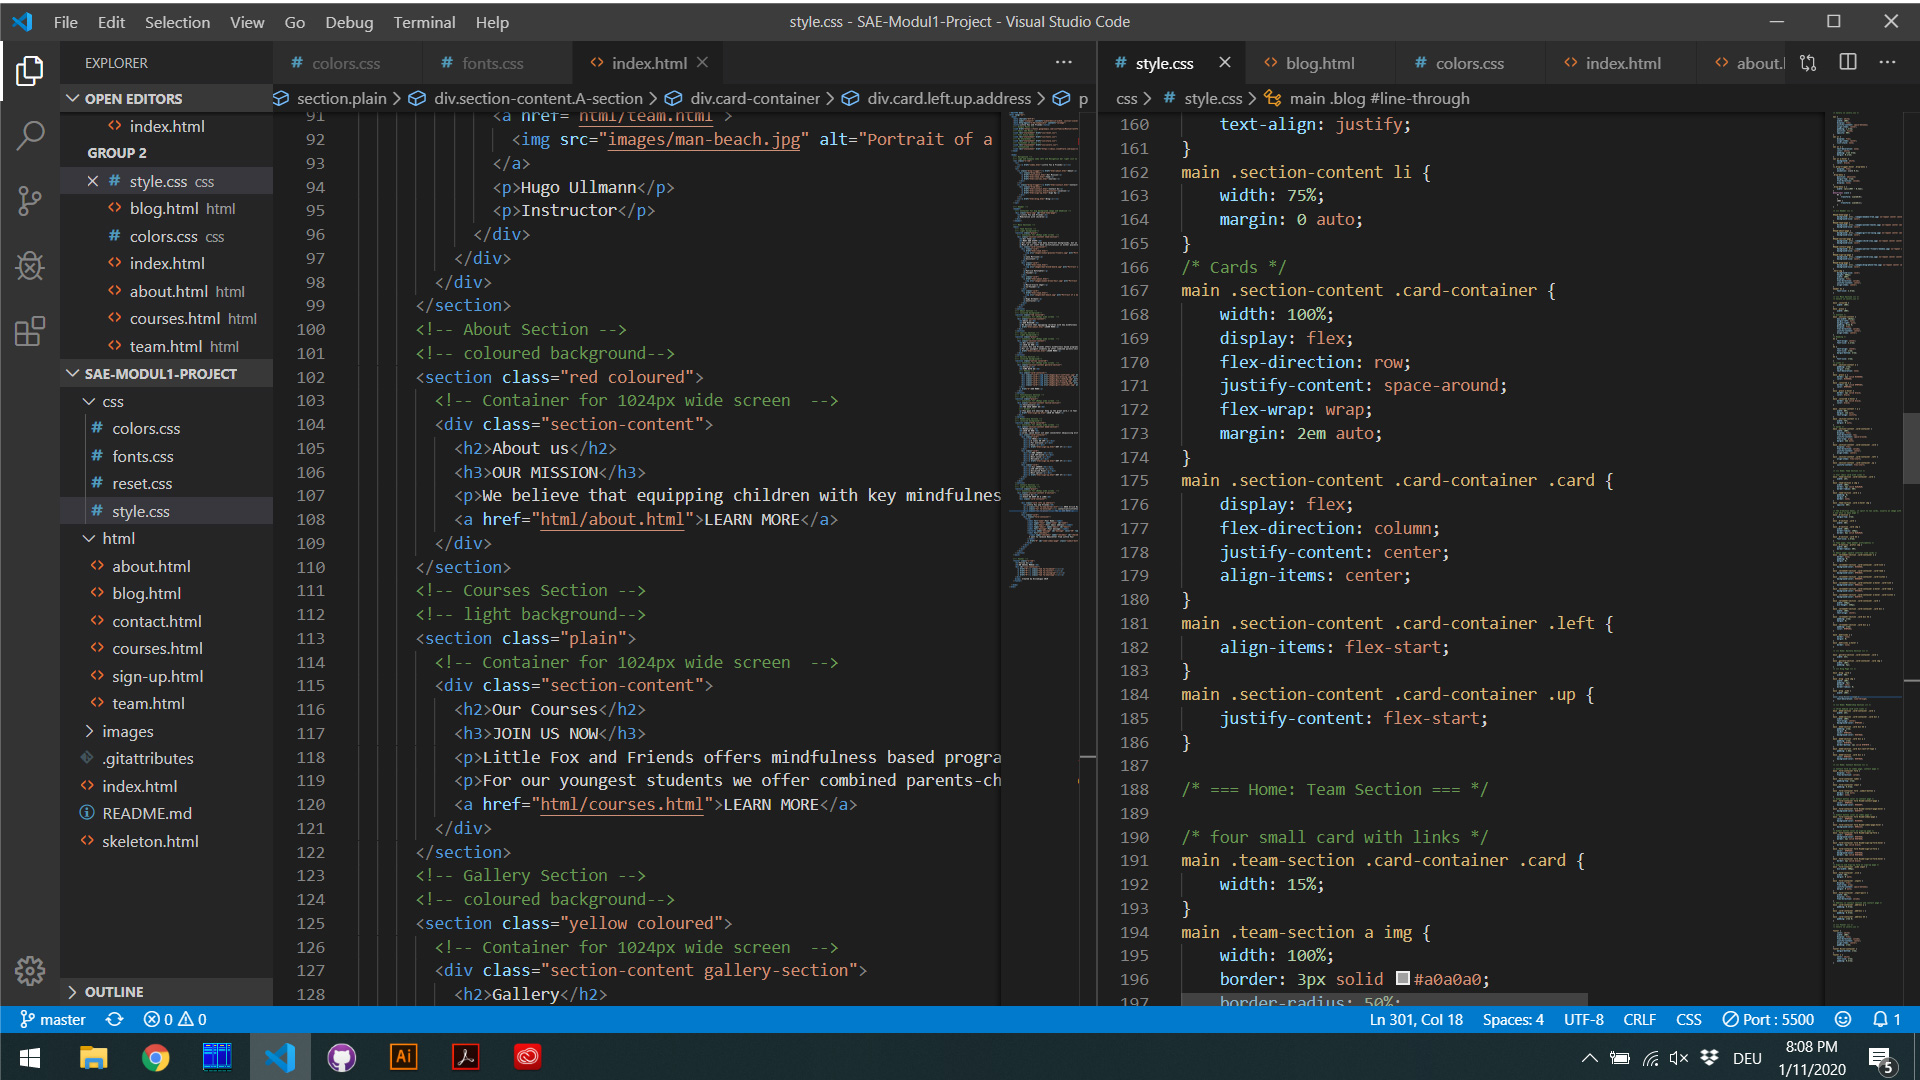 File Edit Selection View Go Debug Terminal Help
style.css - SAE-Modul1-Project - Visual Studio Code
EXPLORER
OPEN EDITORS
index.html
GROUP 2
style.css css
blog.html html
colors.css css
index.html
about.html html
courses.html html
team.html html
SAE-MODUL1-PROJECT
css
colors.css
fonts.css
reset.css
style.css
html
about.html
blog.html
contact.html
courses.html
sign-up.html
team.html
images
.gitattributes
index.html
README.md
skeleton.html
OUTLINE
colors.css fonts.css index.html
section.plain > div.section-content.A-section > div.card-container > div.card.left.up.address > p
91 <a href="html/team.html">
92 <img src="images/man-beach.jpg" alt="Portrait of a
93 </a>
94 <p>Hugo Ullmann</p>
95 <p>Instructor</p>
96 </div>
97 </div>
98 </div>
99 </section>
100 <!-- About Section -->
101 <!-- coloured background-->
102 <section class="red coloured">
103 <!-- Container for 1024px wide screen  -->
104 <div class="section-content">
105 <h2>About us</h2>
106 <h3>OUR MISSION</h3>
107 <p>We believe that equipping children with key mindfulnes
108 <a href="html/about.html">LEARN MORE</a>
109 </div>
110 </section>
111 <!-- Courses Section -->
112 <!-- light background-->
113 <section class="plain">
114 <!-- Container for 1024px wide screen  -->
115 <div class="section-content">
116 <h2>Our Courses</h2>
117 <h3>JOIN US NOW</h3>
118 <p>Little Fox and Friends offers mindfulness based progra
119 <p>For our youngest students we offer combined parents-ch
120 <a href="html/courses.html">LEARN MORE</a>
121 </div>
122 </section>
123 <!-- Gallery Section -->
124 <!-- coloured background-->
125 <section class="yellow coloured">
126 <!-- Container for 1024px wide screen  -->
127 <div class="section-content gallery-section">
128 <h2>Gallery</h2>
style.css blog.html colors.css index.html about.
css > style.css > main .blog #line-through
160 text-align: justify;
161 }
162 main .section-content li {
163 width: 75%;
164 margin: 0 auto;
165 }
166 /* Cards */
167 main .section-content .card-container {
168 width: 100%;
169 display: flex;
170 flex-direction: row;
171 justify-content: space-around;
172 flex-wrap: wrap;
173 margin: 2em auto;
174 }
175 main .section-content .card-container .card {
176 display: flex;
177 flex-direction: column;
178 justify-content: center;
179 align-items: center;
180 }
181 main .section-content .card-container .left {
182 align-items: flex-start;
183 }
184 main .section-content .card-container .up {
185 justify-content: flex-start;
186 }
187
188 /* === Home: Team Section === */
189
190 /* four small card with links */
191 main .team-section .card-container .card {
192 width: 15%;
193 }
194 main .team-section a img {
195 width: 100%;
196 border: 3px solid #a0a0a0;
197 border-radius: 50%;
master 0 0
Ln 301, Col 18 Spaces: 4 UTF-8 CRLF CSS Port : 5500 1
Ai
DEU
8:08 PM
1/11/2020
5